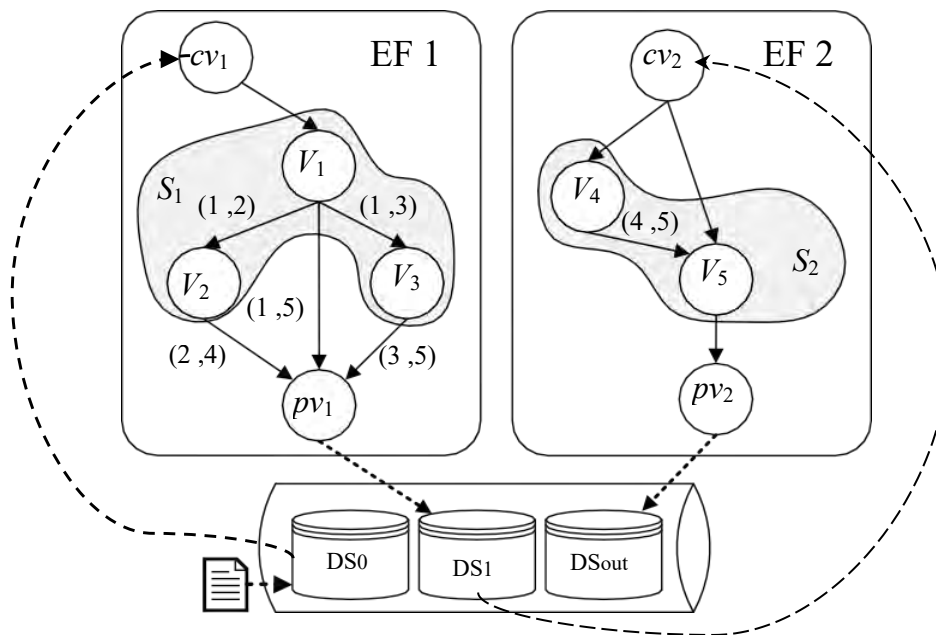 EF 1
cv₁
V₁
S₁
(1 ,2)
(1 ,3)
V₂
V₃
(1 ,5)
(2 ,4)
(3 ,5)
pv₁
EF 2
cv₂
V₄
(4 ,5)
V₅
S₂
pv₂
DS0
DS1
DSout